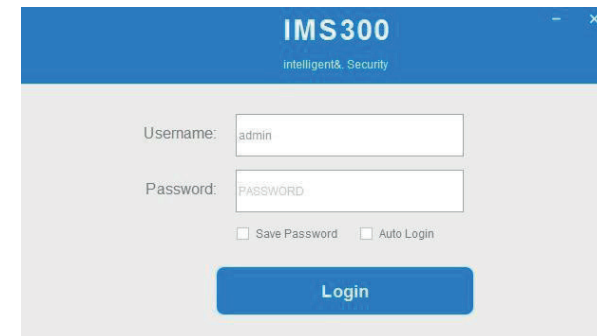 IMS300
intelligent&. Security
Username: admin
Password: PASSWORD
Save Password Auto Login
Login